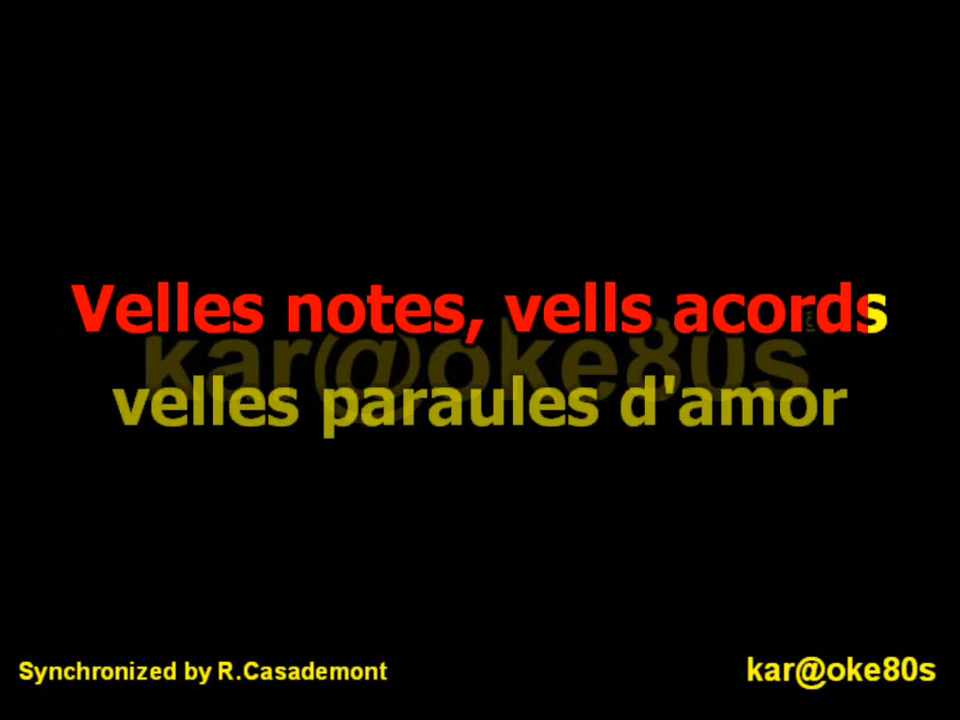 Velles notes, vells acords
kar@oke80s
velles paraules d'amor
Synchronized by R.Casademont
kar@oke80s